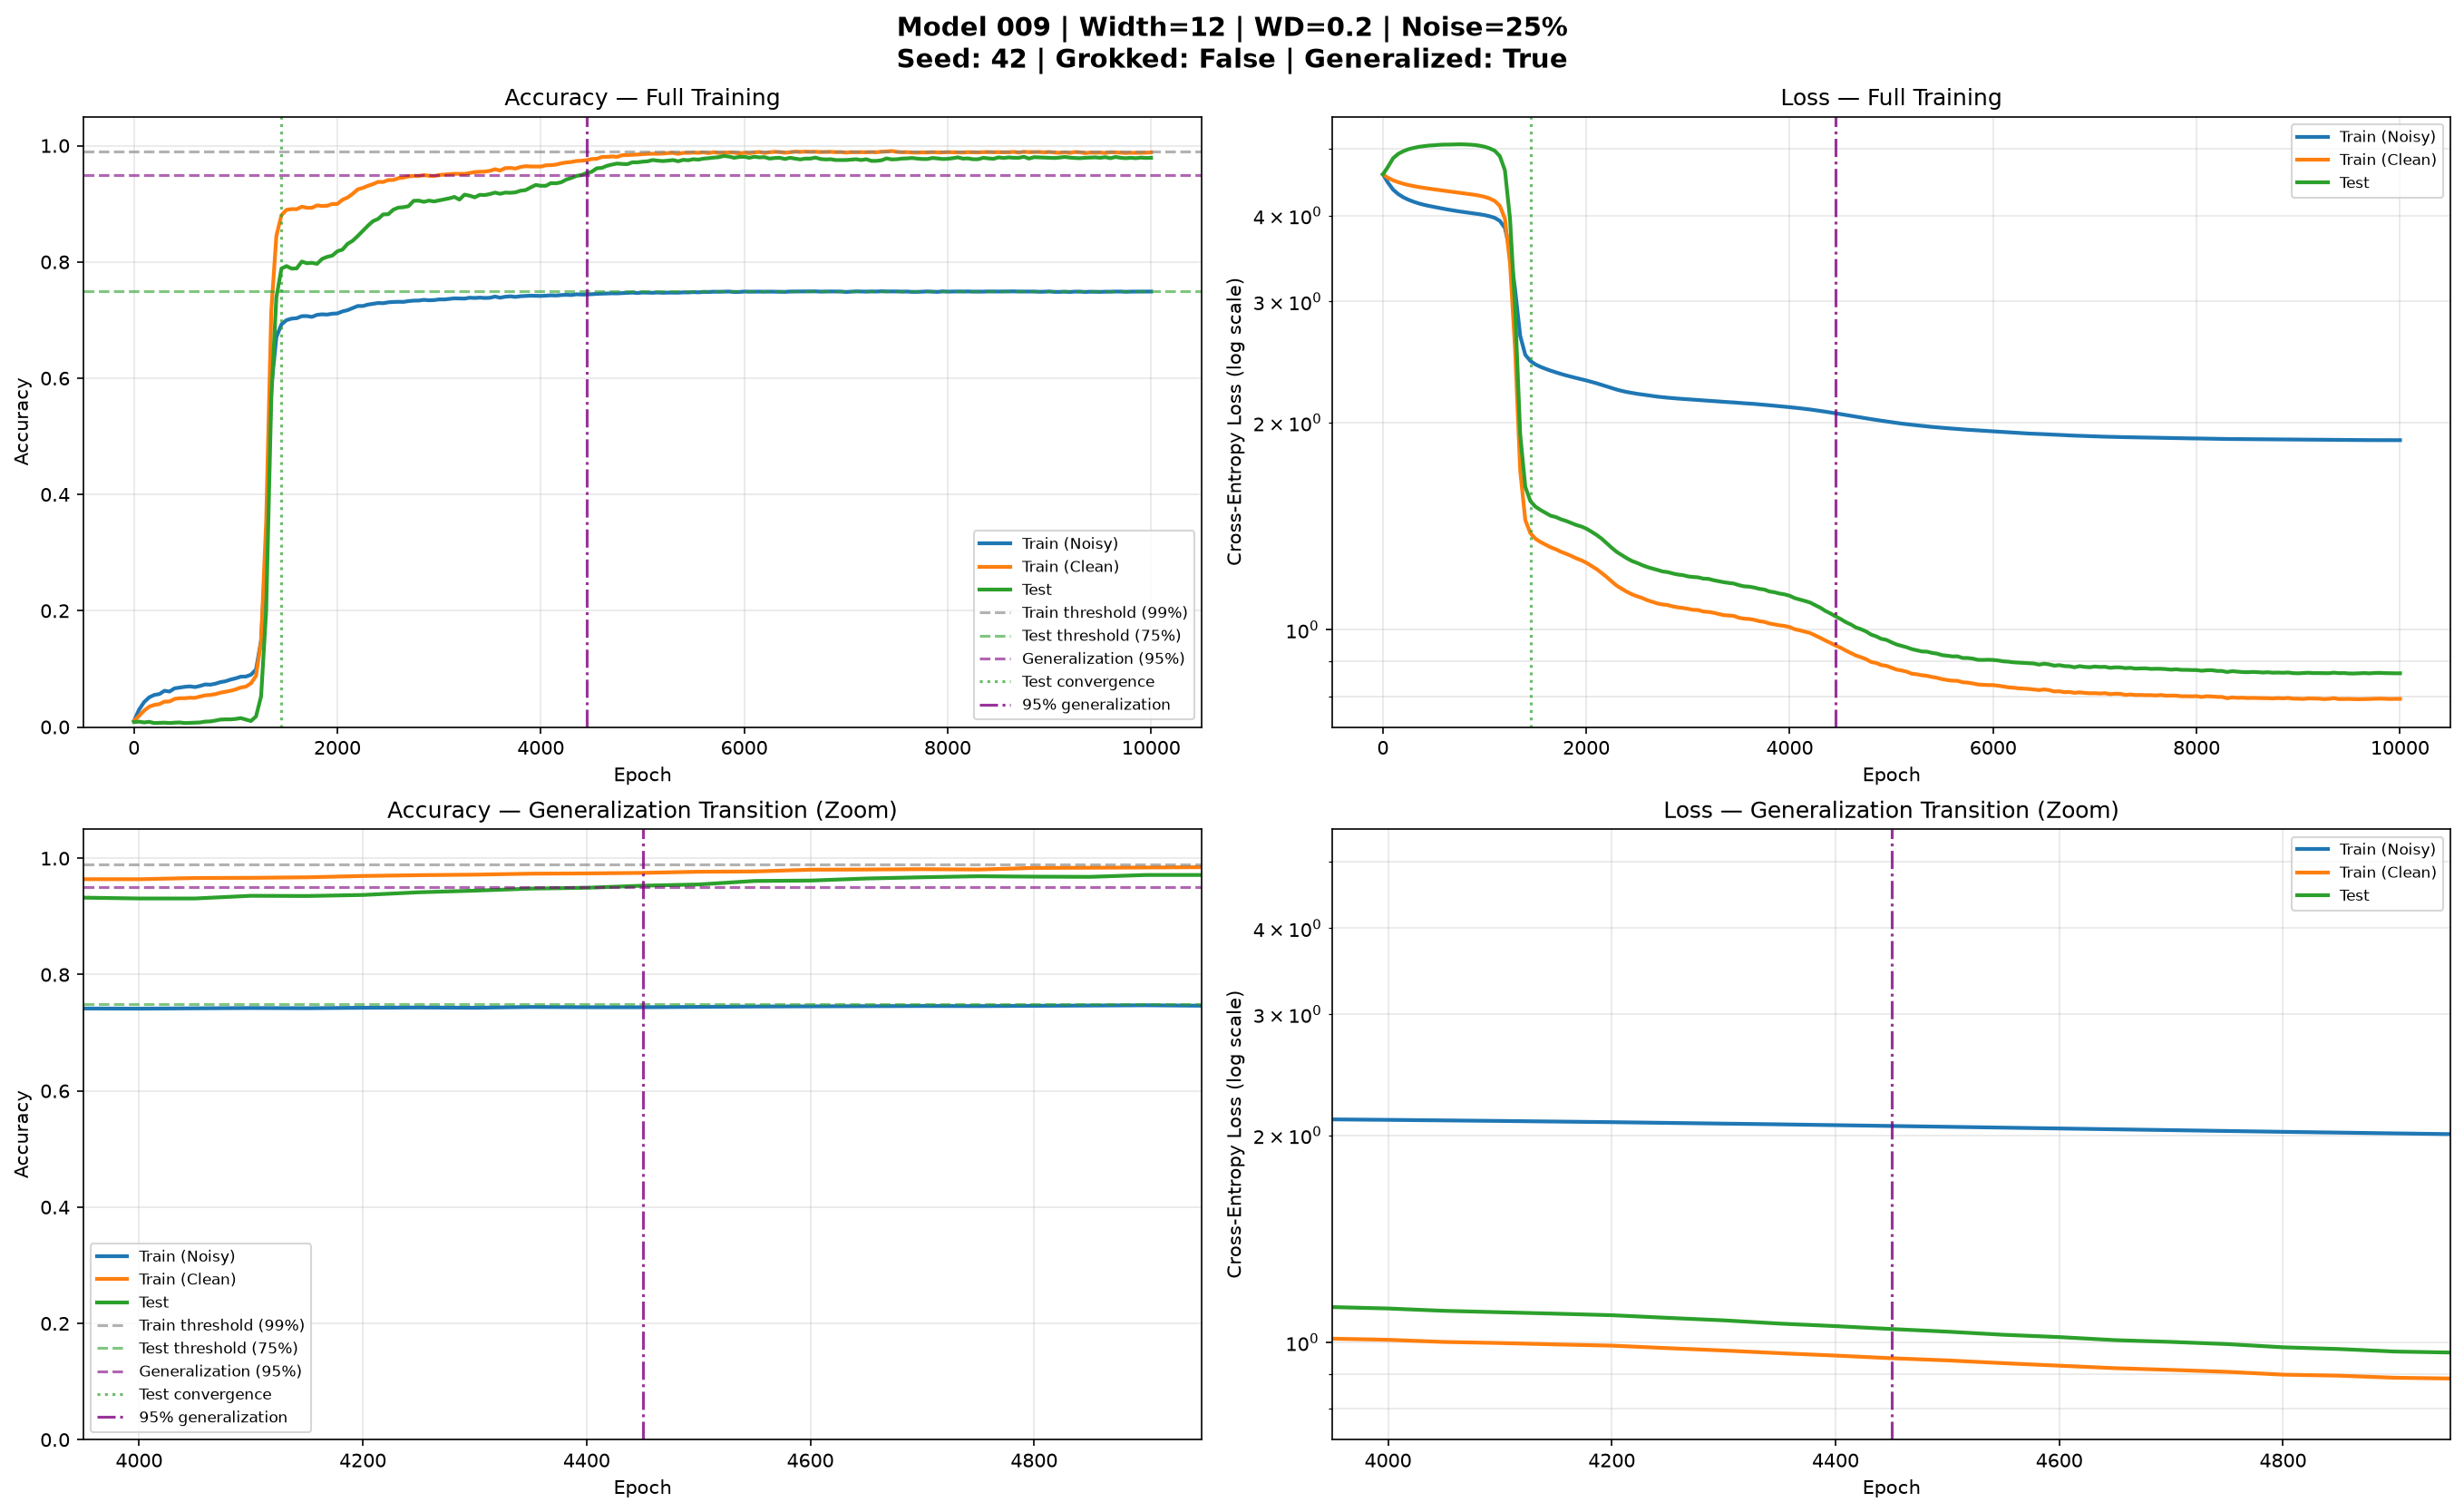 Model 009 | Width=12 | WD=0.2 | Noise=25%
Seed: 42 | Grokked: False | Generalized: True
Accuracy — Full Training
Accuracy
1.0
0.8
0.6
0.4
0.2
0.0
Train (Noisy)
Train (Clean)
Test
Train threshold (99%)
Test threshold (75%)
Generalization (95%)
Test convergence
95% generalization
0 2000 4000 6000 8000 10000
Epoch
Loss — Full Training
Cross-Entropy Loss (log scale)
4 × 10⁰
3 × 10⁰
2 × 10⁰
10⁰
Train (Noisy)
Train (Clean)
Test
0 2000 4000 6000 8000 10000
Epoch
Accuracy — Generalization Transition (Zoom)
Accuracy
1.0
0.8
0.6
0.4
0.2
0.0
Train (Noisy)
Train (Clean)
Test
Train threshold (99%)
Test threshold (75%)
Generalization (95%)
Test convergence
95% generalization
4000 4200 4400 4600 4800
Epoch
Loss — Generalization Transition (Zoom)
Cross-Entropy Loss (log scale)
4 × 10⁰
3 × 10⁰
2 × 10⁰
10⁰
Train (Noisy)
Train (Clean)
Test
4000 4200 4400 4600 4800
Epoch